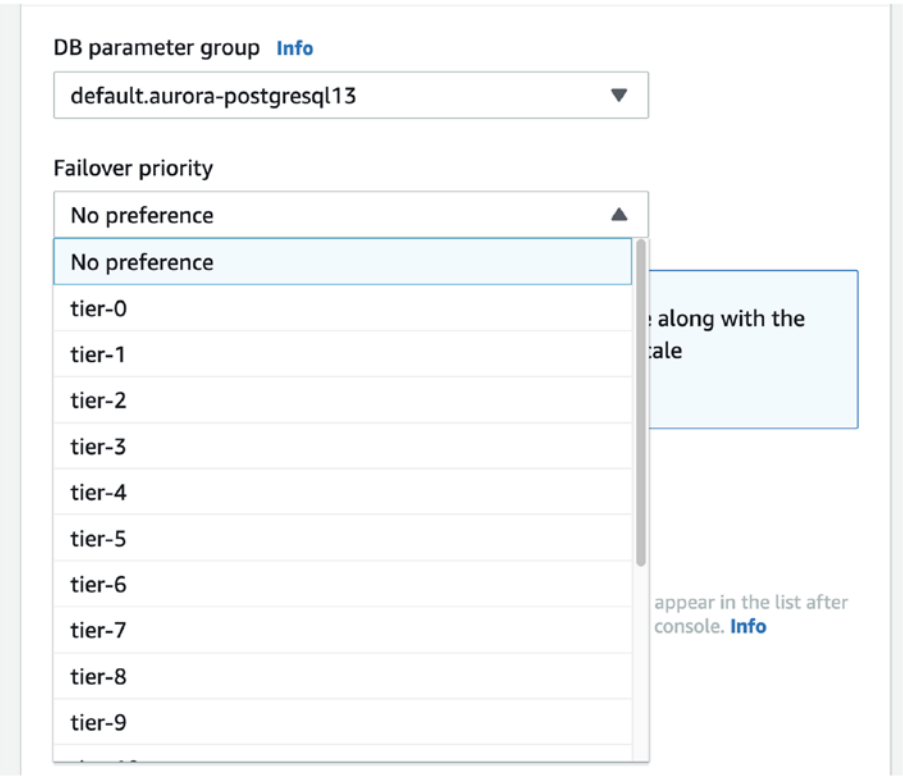 DB parameter group Info
default.aurora-postgresql13
Failover priority
No preference
No preference
tier-0
along with the
tier-1
tier-2
tier-3
tier-4
tier-5
tier-6
appear in the list after
console. Info
tier-7
tier-8
tier-9